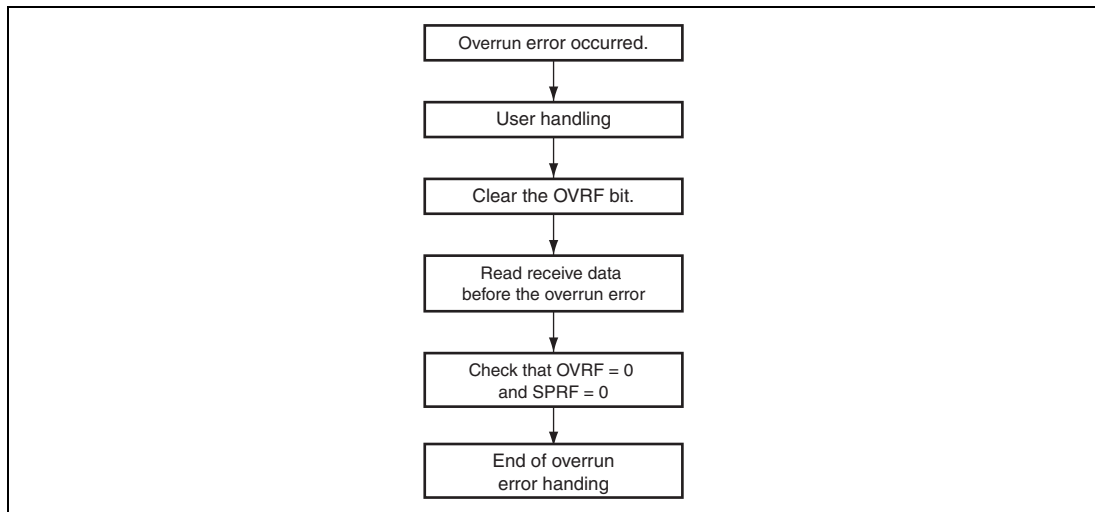 Overrun error occurred.
User handling
Clear the OVRF bit.
Read receive data
before the overrun error
Check that OVRF = 0
and SPRF = 0
End of overrun
error handing